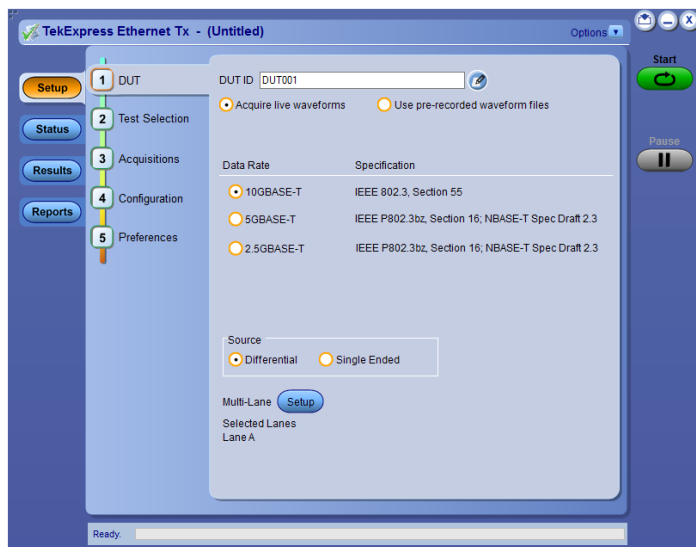 TekExpress Ethernet Tx - (Untitled)
Options
Start
Pause
Setup
Status
Results
Reports
1 DUT
2 Test Selection
3 Acquisitions
4 Configuration
5 Preferences
DUT ID DUT001
Acquire live waveforms Use pre-recorded waveform files
Data Rate Specification
10GBASE-T IEEE 802.3, Section 55
5GBASE-T IEEE P802.3bz, Section 16; NBASE-T Spec Draft 2.3
2.5GBASE-T IEEE P802.3bz, Section 16; NBASE-T Spec Draft 2.3
Source
Differential Single Ended
Multi-Lane Setup
Selected Lanes
Lane A
Ready.